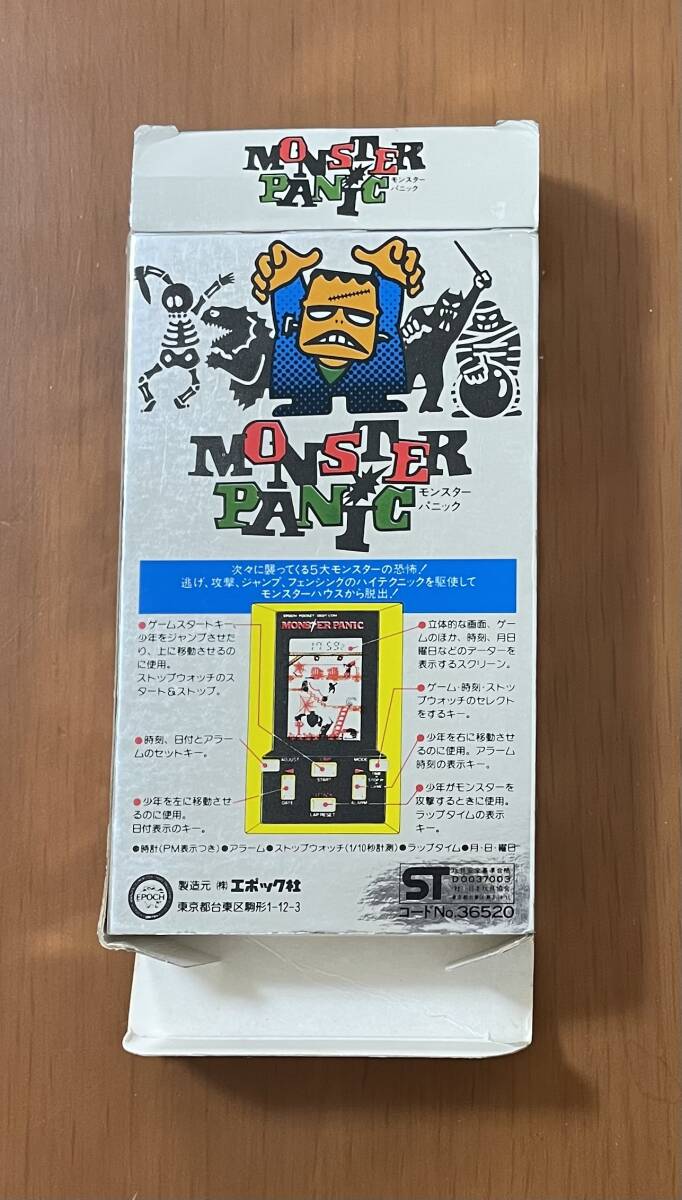 MONSTER
PANIC
モンスター
パニック
MONSTER
PANIC
モンスター
パニック
次々に襲ってくる5大モンスターの恐怖!
逃げ、攻撃、ジャンプ、フェンシングのハイテクニックを駆使して
モンスターハウスから脱出!
●ゲームスタートキー、
少年をジャンプさせた
り、上に移動させるの
に使用。
ストップウォッチのス
タート&ストップ。
●時刻、日付とアラー
ムのセットキー。
●少年を左に移動させ
るのに使用。
日付表示のキー。
MONSTER PANIC
17:59
ADJUST
MODE
START
DATE
ALARM
LAP RESET
●立体的な画面、ゲー
ムのほか、時刻、月日
曜日などのデーターを
表示するスクリーン。
●ゲーム・時刻・ストッ
プウォッチのセレクト
をするキー。
●少年を右に移動させ
るのに使用。アラーム
時刻の表示キー。
●少年がモンスターを
攻撃するときに使用。
ラップタイムの表示
キー。
●時計(PM表示つき)●アラーム●ストップウォッチ(1/10秒計測)●ラップタイム●月・日・曜日
EPOCH
製造元 ㈱エポック社
東京都台東区駒形1-12-3
ST
D0037003
コードNo.36520